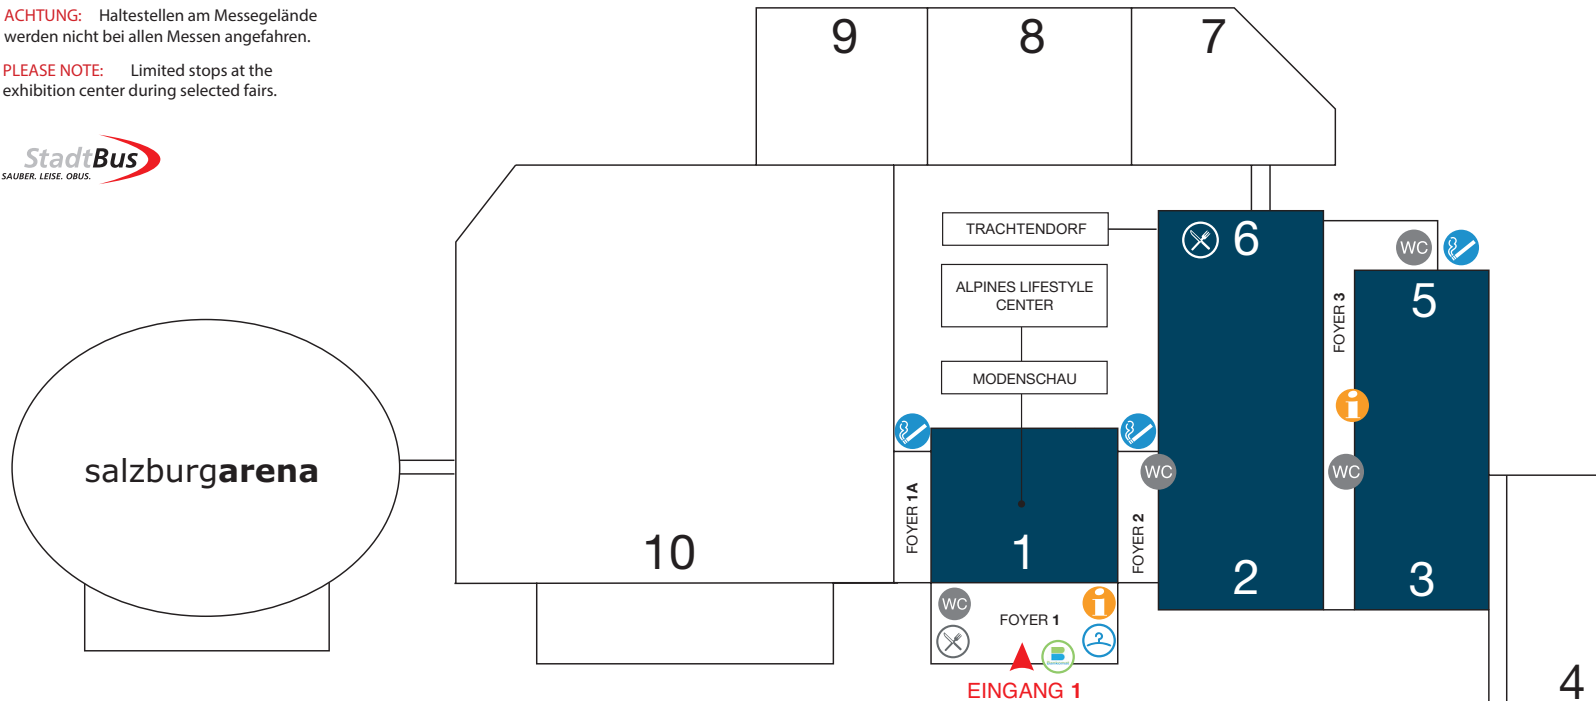 ACHTUNG: Haltestellen am Messegelände
werden nicht bei allen Messen angefahren.
PLEASE NOTE: Limited stops at the
exhibition center during selected fairs.
StadtBus
SAUBER. LEISE. OBUS.
9
8
7
TRACHTENDORF
6
WC
ALPINES LIFESTYLE
CENTER
5
FOYER 3
MODENSCHAU
salzburgarena
WC
WC
FOYER 1A
FOYER 2
10
1
2
3
WC
FOYER 1
EINGANG 1
4